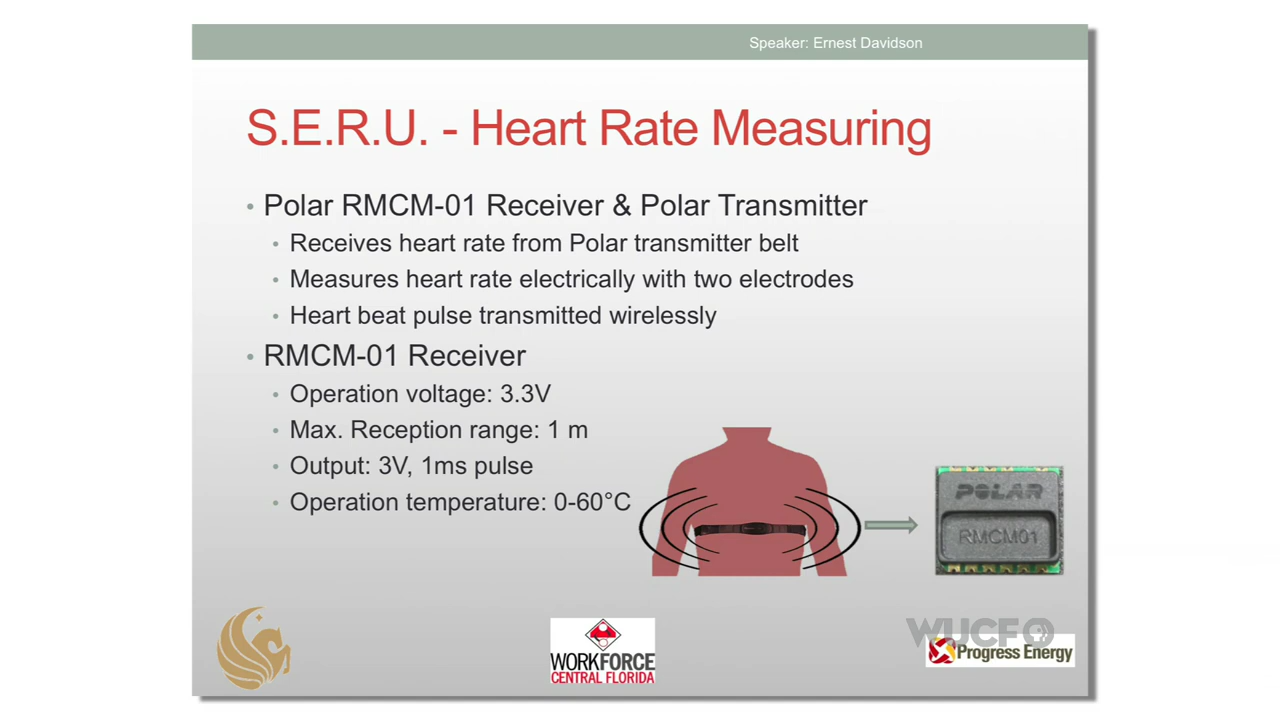 Speaker: Ernest Davidson
S.E.R.U. - Heart Rate Measuring
• Polar RMCM-01 Receiver & Polar Transmitter
• Receives heart rate from Polar transmitter belt
• Measures heart rate electrically with two electrodes
• Heart beat pulse transmitted wirelessly
• RMCM-01 Receiver
• Operation voltage: 3.3V
• Max. Reception range: 1 m
• Output: 3V, 1ms pulse
• Operation temperature: 0-60°C
POLAR
RMCM01
WORKFORCE
CENTRAL FLORIDA
WUCF
Progress Energy